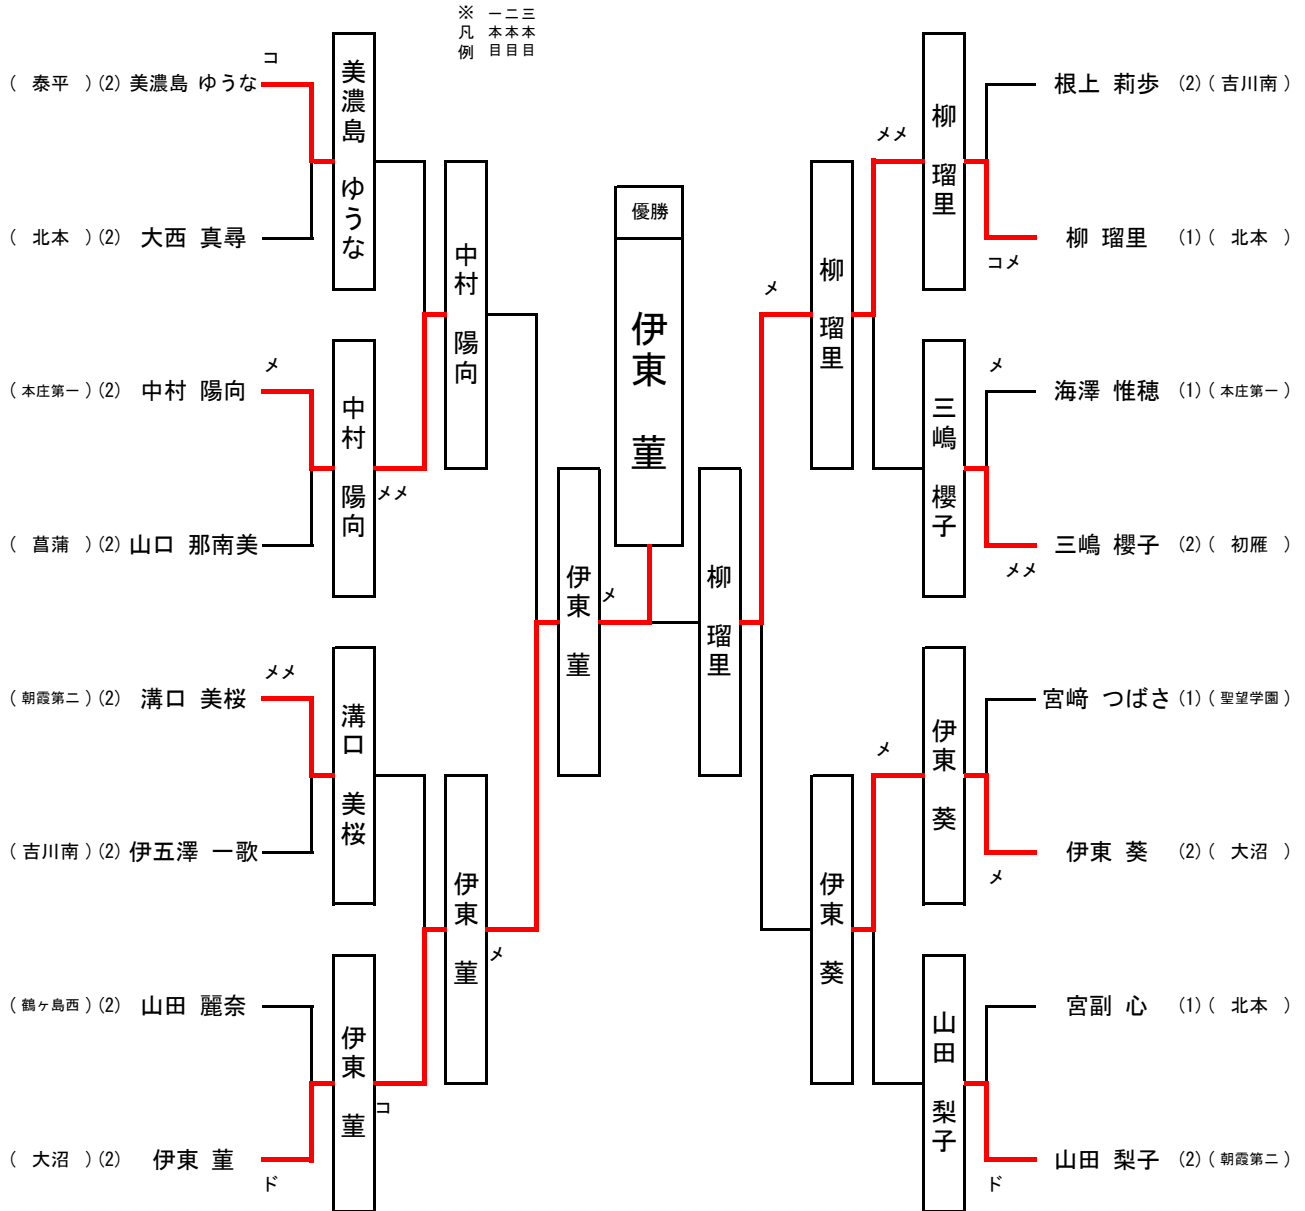 ※凡例 一本目 二本目 三本目
コ
( 泰平 ) (2) 美濃島 ゆうな
( 北本 ) (2) 大西 真尋
メ
( 本庄第一 ) (2) 中村 陽向
( 菖蒲 ) (2) 山口 那南美
メメ
( 朝霞第二 ) (2) 溝口 美桜
( 吉川南 ) (2) 伊五澤 一歌
( 鶴ヶ島西 ) (2) 山田 麗奈
( 大沼 ) (2) 伊東 菫
ド
美濃島 ゆうな
中村 陽向
メメ
溝口 美桜
伊東 菫
コ
中村 陽向
伊東 菫
メ
伊東 菫
メ
優勝
伊東 菫
柳 瑠里
メ
柳 瑠里
伊東 葵
メメ
柳 瑠里
三嶋 櫻子
メ
伊東 葵
山田 梨子
根上 莉歩 (2) ( 吉川南 )
柳 瑠里 (1) ( 北本 )
コメ
メ
海澤 惟穂 (1) ( 本庄第一 )
三嶋 櫻子 (2) ( 初雁 )
メメ
宮﨑 つばさ (1) ( 聖望学園 )
伊東 葵 (2) ( 大沼 )
メ
宮副 心 (1) ( 北本 )
山田 梨子 (2) ( 朝霞第二 )
ド